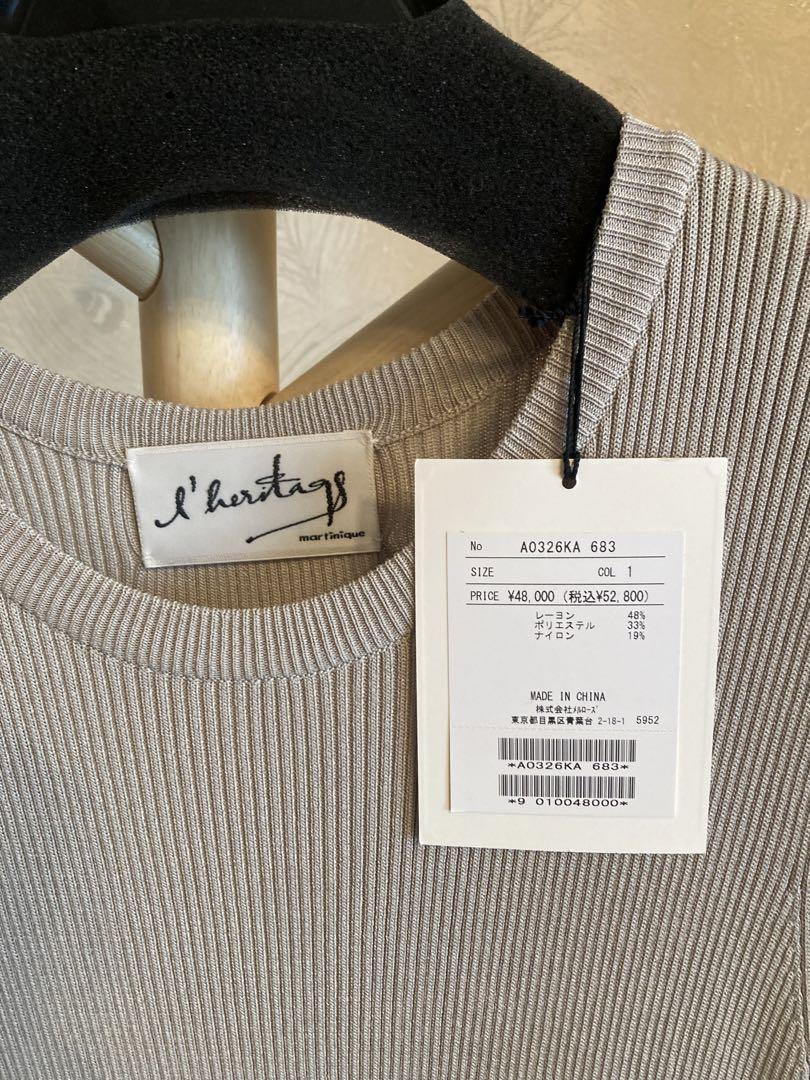 l'heritage
martinique
No A0326KA 683
SIZE COL 1
PRICE ¥48,000 (税込¥52,800)
レーヨン 48%
ポリエステル 33%
ナイロン 19%
MADE IN CHINA
株式会社ﾒﾙﾛｰｽﾞ
東京都目黒区青葉台 2-18-1 5952
*A0326KA 683*
*9 010048000*